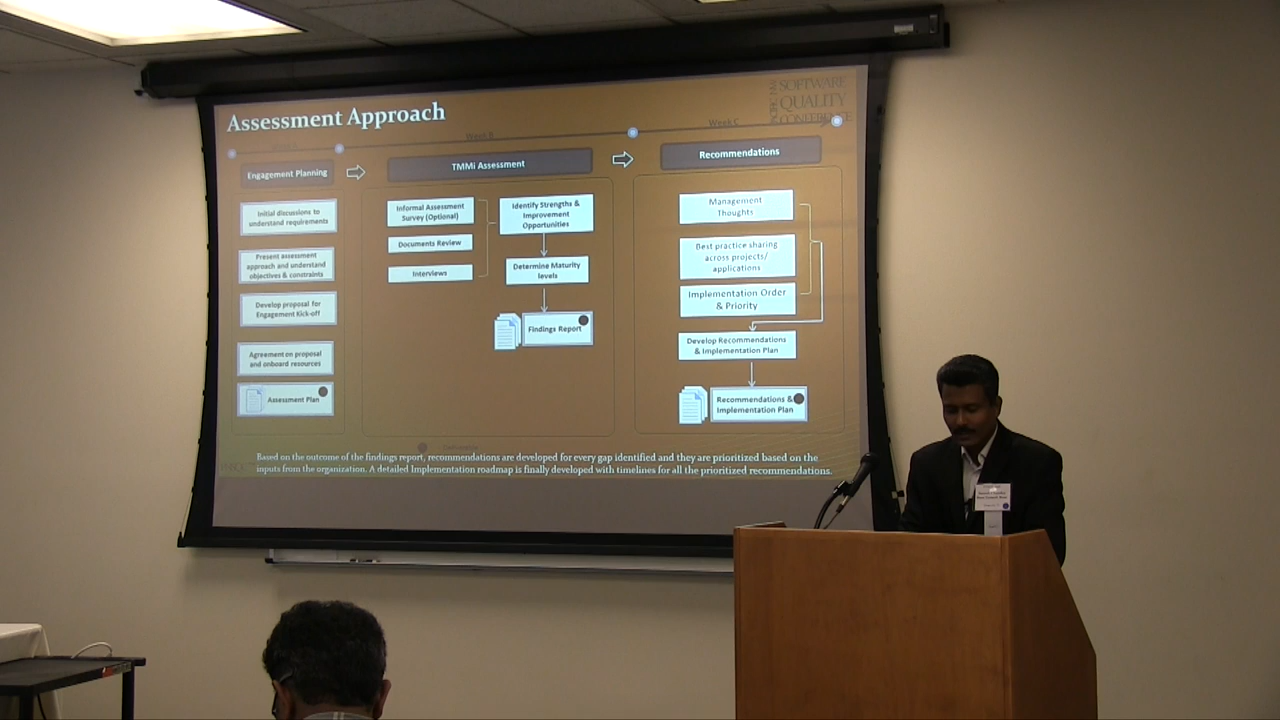 Assessment Approach
SOFTWARE
QUALITY
CONFERENCE
Week B
Week C
Engagement Planning
TMMi Assessment
Recommendations
Initial discussions to
understand requirements
Present assessment
approach and understand
objectives & constraints
Develop proposal for
Engagement Kick-off
Agreement on proposal
and onboard resources
Assessment Plan
Informal Assessment
Survey (Optional)
Documents Review
Interviews
Identify Strengths &
Improvement
Opportunities
Determine Maturity
levels
Findings Report
Management
Thoughts
Best practice sharing
across projects/
applications
Implementation Order
& Priority
Develop Recommendations
& Implementation Plan
Recommendations &
Implementation Plan
Based on the outcome of the findings report, recommendations are developed for every gap identified and they are prioritized based on the
inputs from the organization. A detailed Implementation roadmap is finally developed with timelines for all the prioritized recommendations.